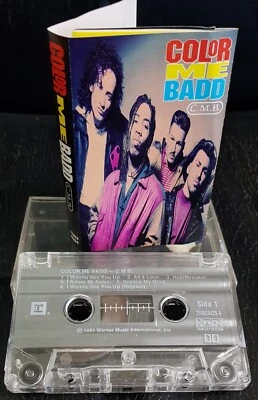 COLOR
ME
BADD
C.M.B.
COLOR ME BADD
C.M.B.
COLOR ME BADD — C.M.B.
Side 1
1. I Wanna Sex You Up, 2. All 4 Love, 3. Heartbreaker
4. I Adore Mi Amor, 5. Groove My Mind
6. I Wanna Sex You Up (Reprise)
℗ 1991 Warner Music International, Inc.